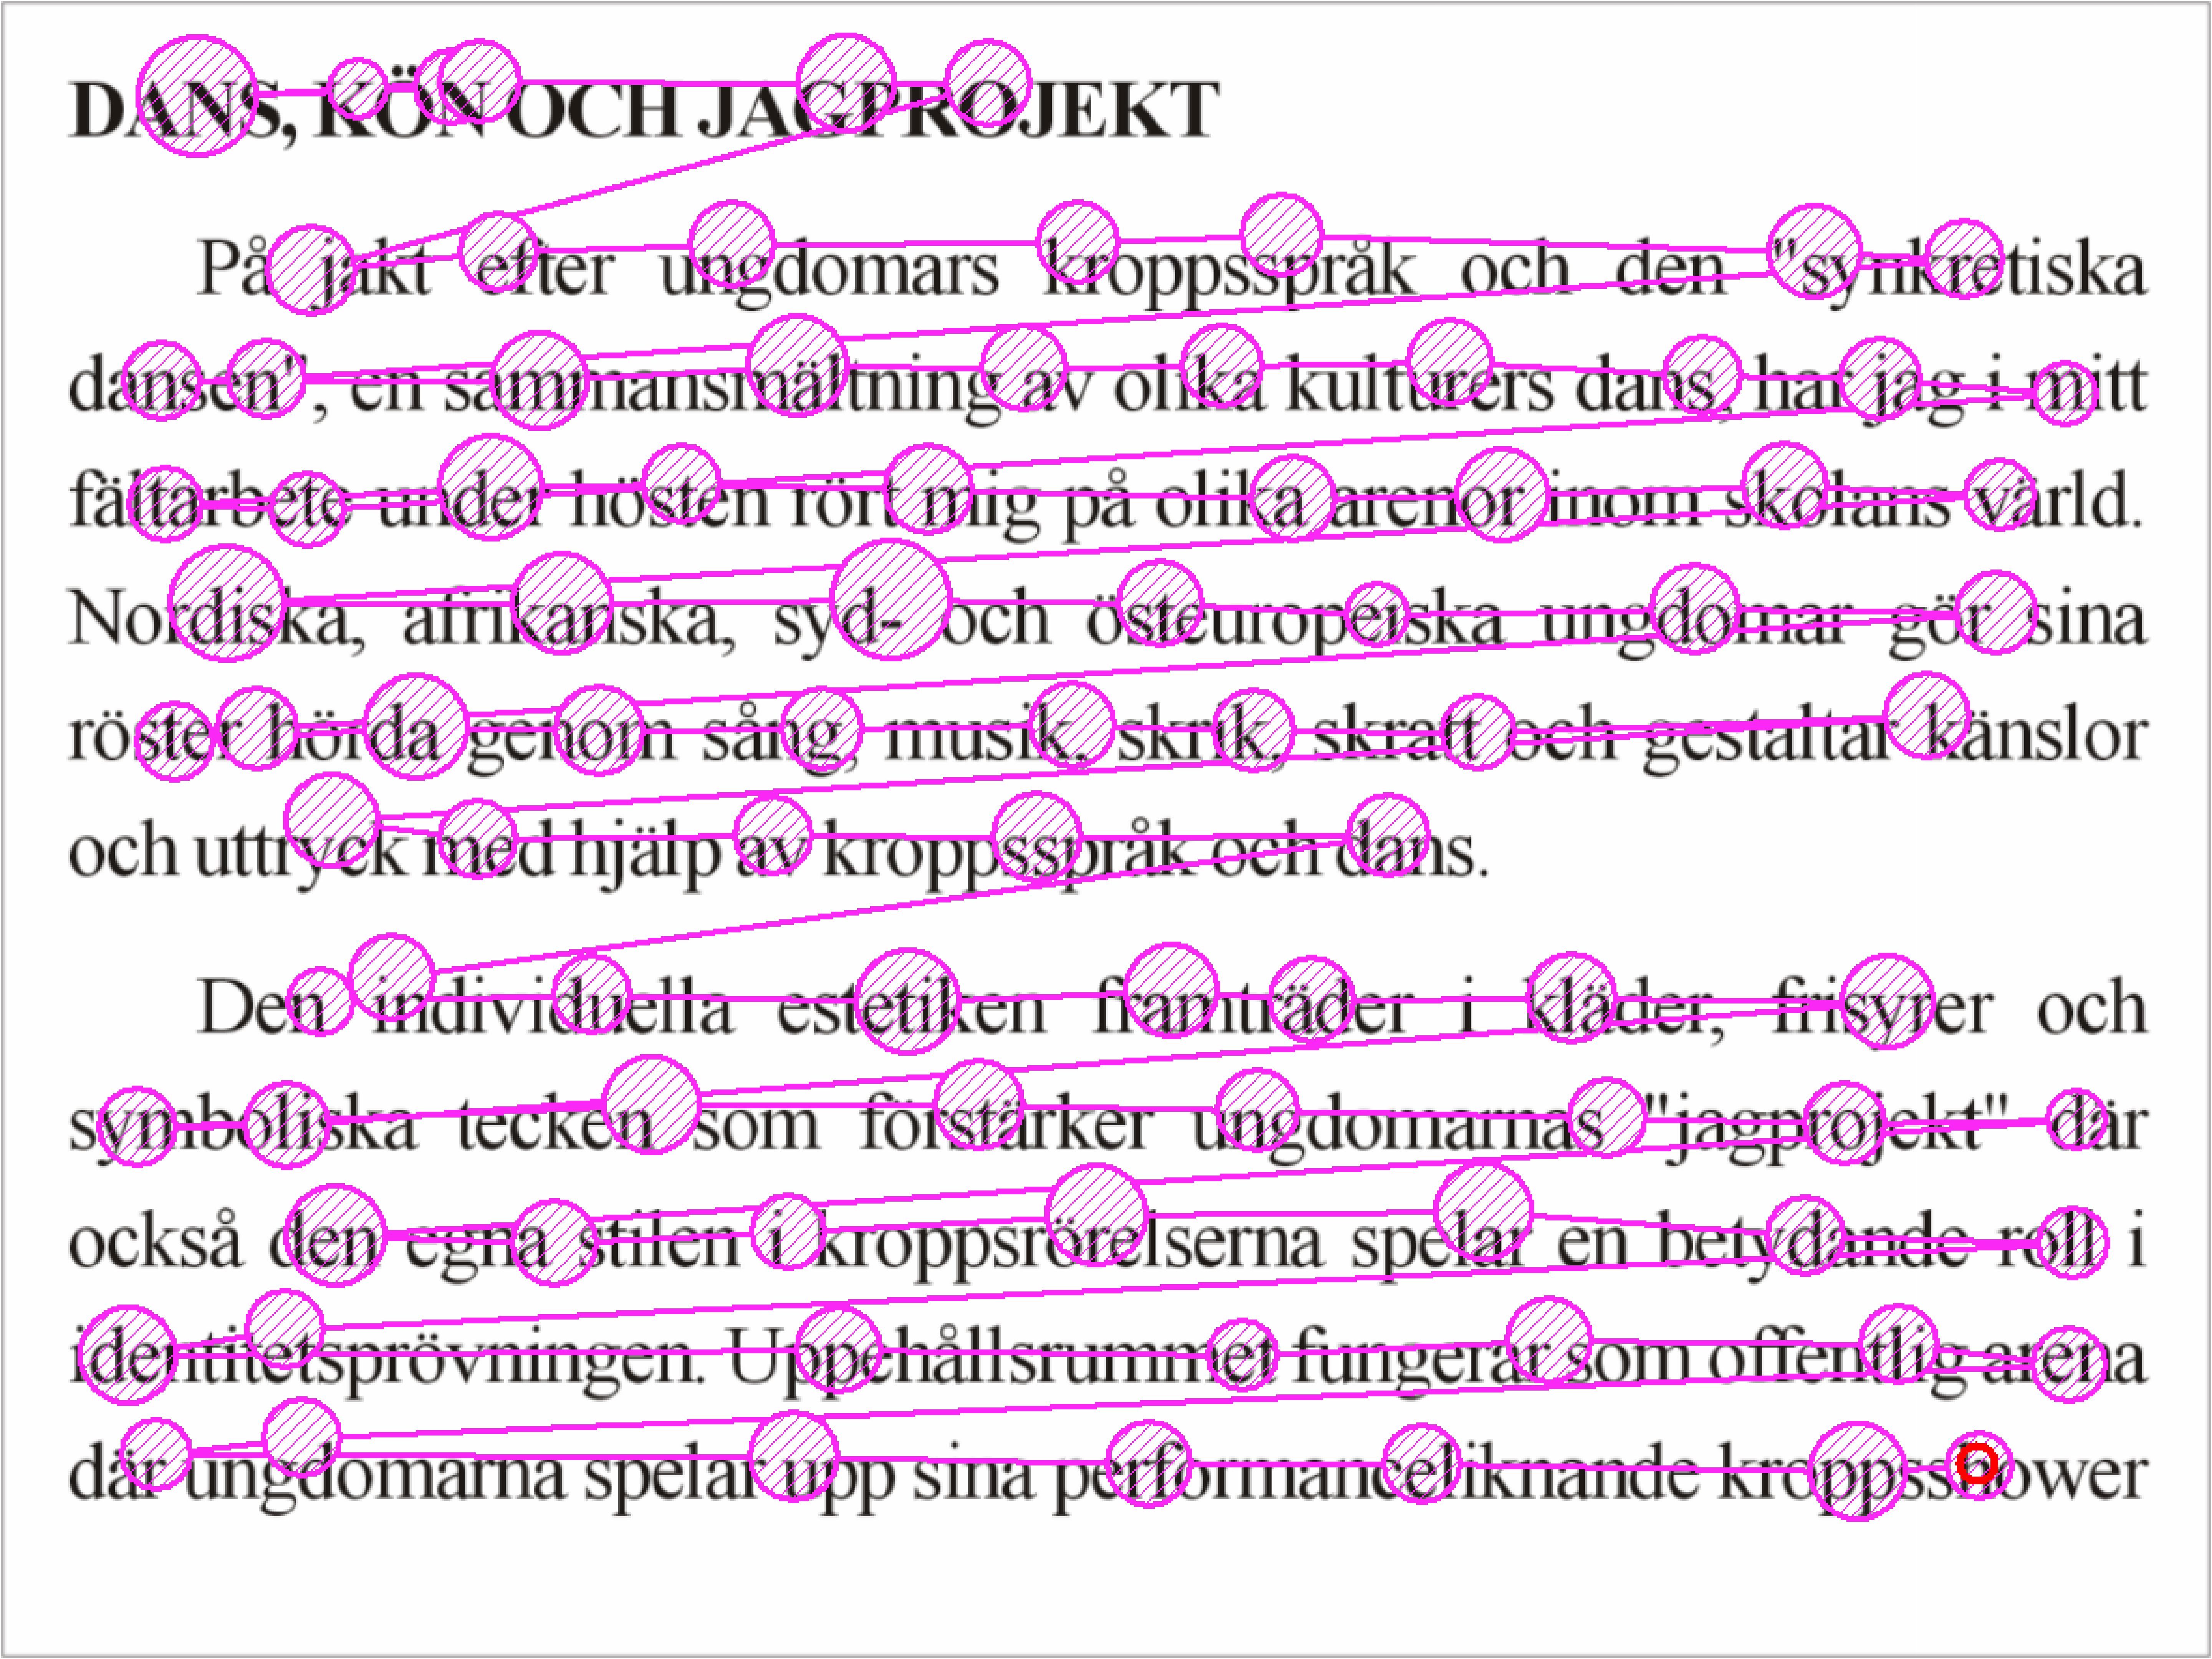 DANS, KÖN OCH JAGPROJEKT
På jakt efter ungdomars kroppsspråk och den "synkretiska
dansen", en sammansmältning av olika kulturers dans, har jag i mitt
fältarbete under hösten rört mig på olika arenor inom skolans värld.
Nordiska, afrikanska, syd- och östeuropeiska ungdomar gör sina
röster hörda genom sång, musik, skrik, skratt och gestaltar känslor
och uttryck med hjälp av kroppsspråk och dans.
Den individuella estetiken framträder i kläder, frisyrer och
symboliska tecken som förstärker ungdomarnas "jagprojekt" där
också den egna stilen i kroppsrörelserna spelar en betydande roll i
identitetsprövningen. Uppehållsrummet fungerar som offentlig arena
där ungdomarna spelar upp sina performanceliknande kroppsshower